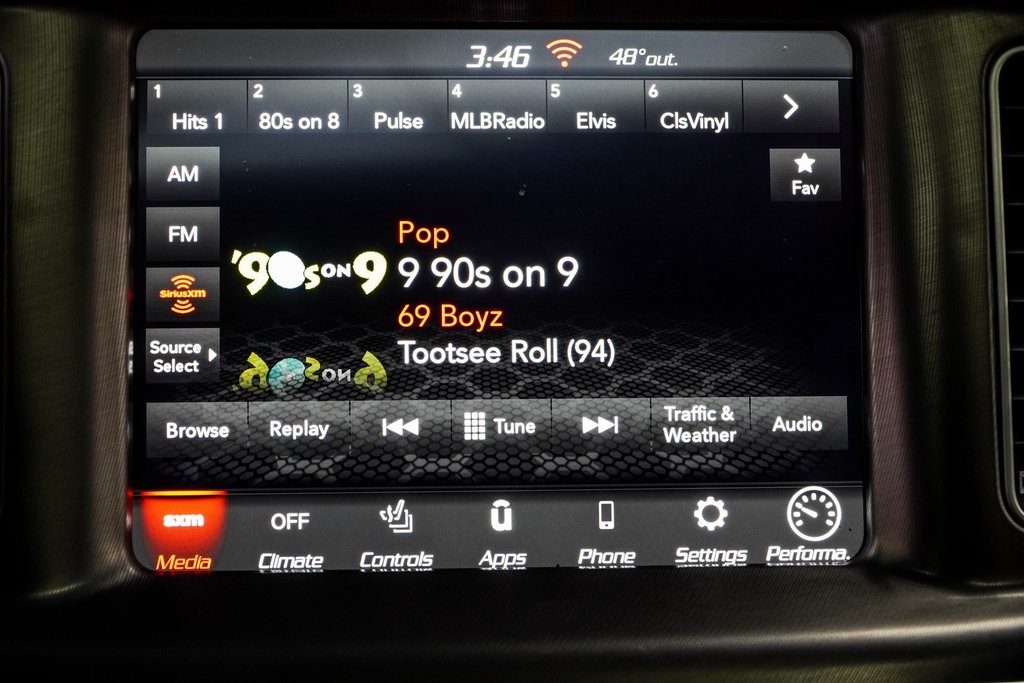 3:46 48° out.
1 2 3 4 5 6
Hits 1 80s on 8 Pulse MLBRadio Elvis ClsVinyl
AM
Fav
FM
Pop
'90s ON 9
9 90s on 9
SiriusXM
69 Boyz
Source
Select
Tootsee Roll (94)
Browse Replay Tune Traffic & Weather Audio
sxm OFF
Media Climate Controls Apps Phone Settings Performa.